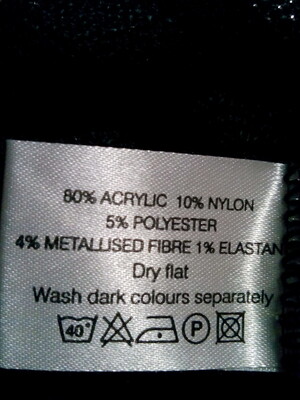 80% ACRYLIC 10% NYLON
5% POLYESTER
4% METALLISED FIBRE 1% ELASTAN
Dry flat
Wash dark colours separately
40° P